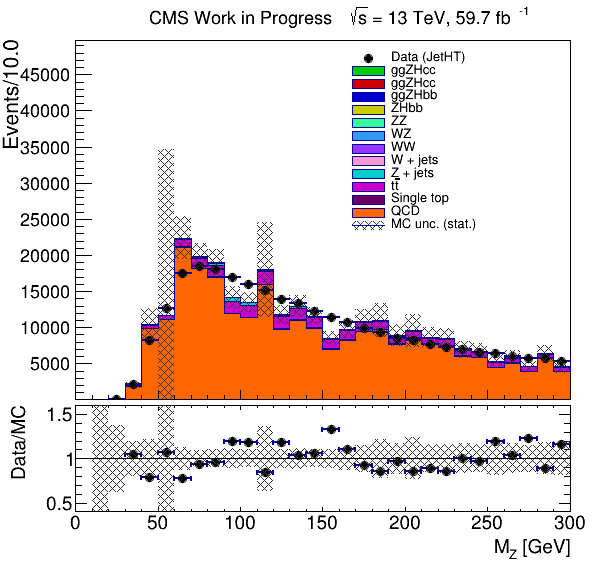 CMS Work in Progress √s = 13 TeV, 59.7 fb⁻¹
Events/10.0
45000
40000
35000
30000
25000
20000
15000
10000
5000
Data (JetHT)
ggZHcc
ggZHcc
ggZHbb
ZHbb
ZZ
WZ
WW
W + jets
Z + jets
tt̄
Single top
QCD
MC unc. (stat.)
Data/MC
1.5
1
0.5
0 50 100 150 200 250 300
M_Z [GeV]